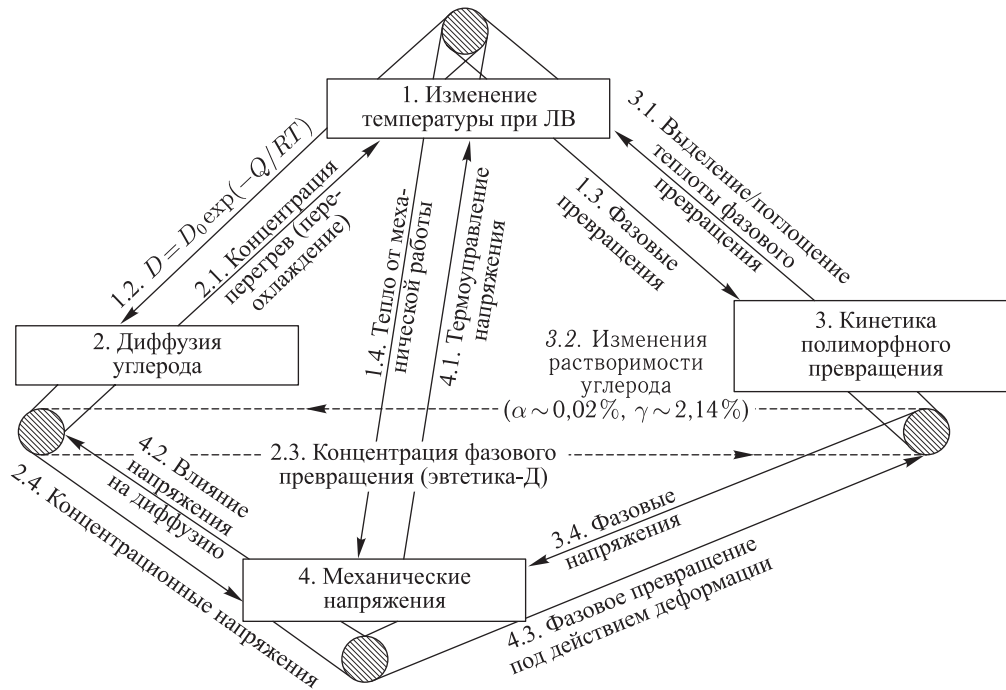 1. Изменение
температуры при ЛВ
1.2. D = D₀exp(−Q/RT)
2.1. Концентрация
перегрев (пере-
охлаждение)
1.4. Тепло от меха-
нической работы
4.1. Термоуправление
напряжения
1.3. Фазовые
превращения
3.1. Выделение/поглощение
теплоты фазового
превращения
2. Диффузия
углерода
3. Кинетика
полиморфного
превращения
3.2. Изменения
растворимости
углерода
(α∼0,02%, γ∼2,14%)
2.3. Концентрация фазового
превращения (эвтетика-Д)
4.2. Влияние
напряжения
на диффузию
2.4. Концентрационные напряжения
3.4. Фазовые
напряжения
4. Механические
напряжения
4.3. Фазовое превращение
под действием деформации